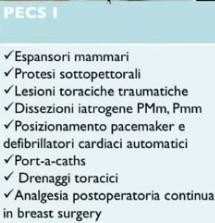 PECS I
✓Espansori mammari
✓Protesi sottopettorali
✓Lesioni toraciche traumatiche
✓Dissezioni iatrogene PMm, Pmm
✓Posizionamento pacemaker e
defibrillatori cardiaci automatici
✓Port-a-caths
✓ Drenaggi toracici
✓Analgesia postoperatoria continua
in breast surgery